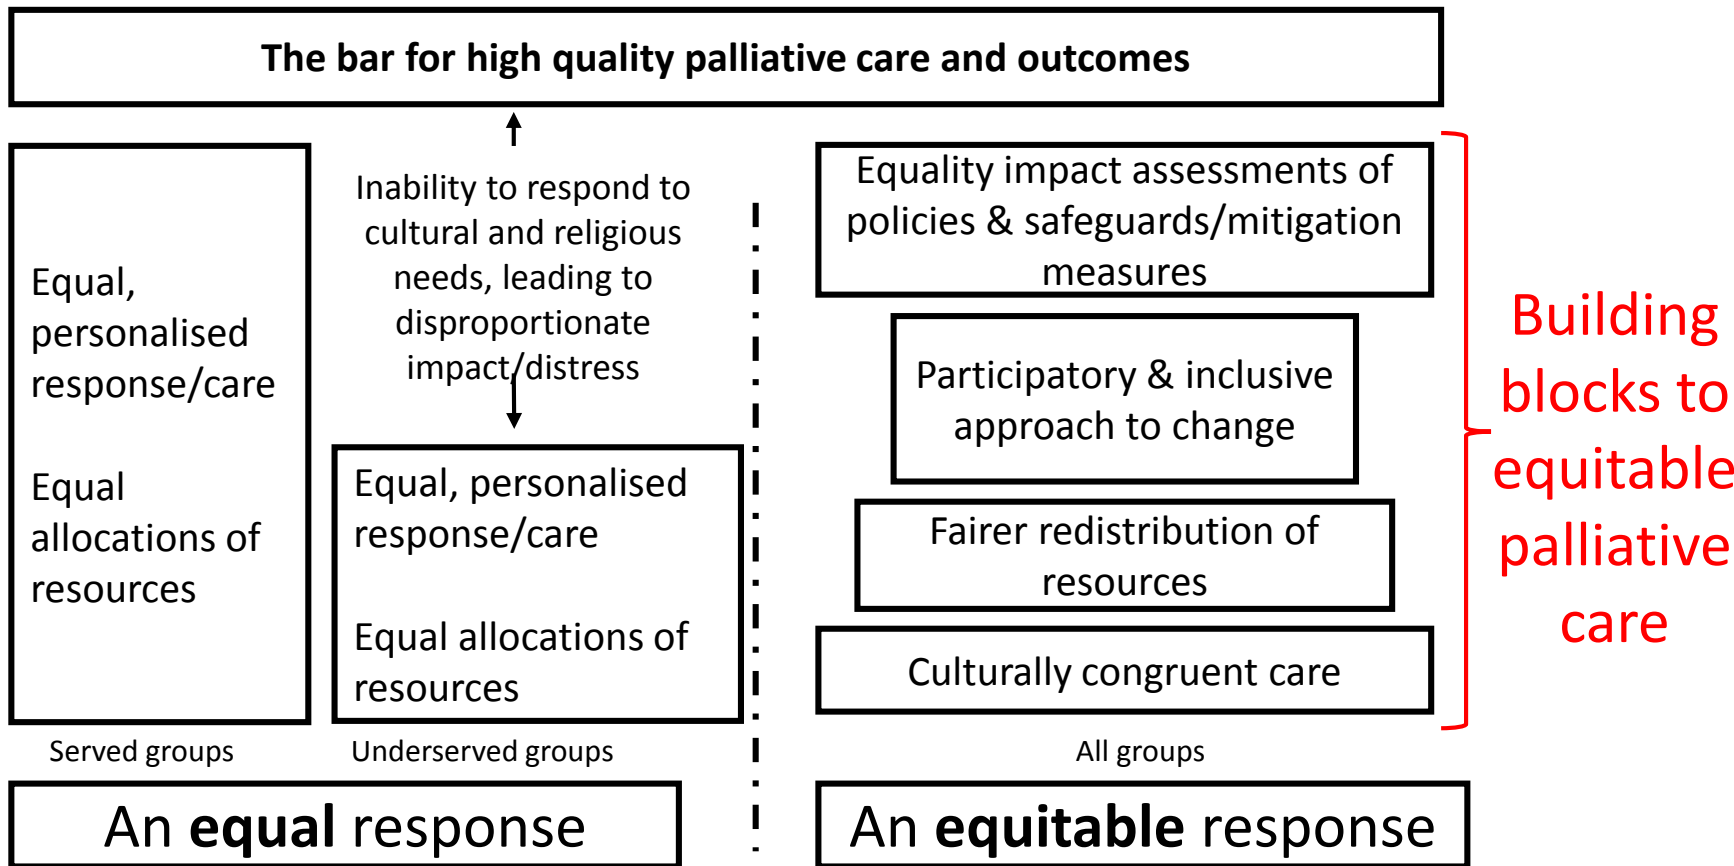 The bar for high quality palliative care and outcomes
Equal,
personalised
response/care
Equal
allocations of
resources
Served groups
Inability to respond to
cultural and religious
needs, leading to
disproportionate
impact/distress
Equal, personalised
response/care
Equal allocations of
resources
Underserved groups
An equal response
Equality impact assessments of
policies & safeguards/mitigation
measures
Participatory & inclusive
approach to change
Fairer redistribution of
resources
Culturally congruent care
All groups
An equitable response
Building
blocks to
equitable
palliative
care